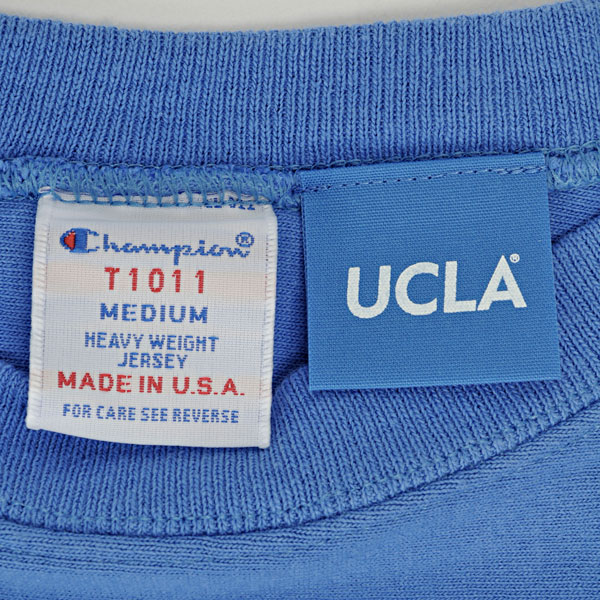 Champion®
T1011
MEDIUM
HEAVY WEIGHT
JERSEY
MADE IN U.S.A.
FOR CARE SEE REVERSE
UCLA®